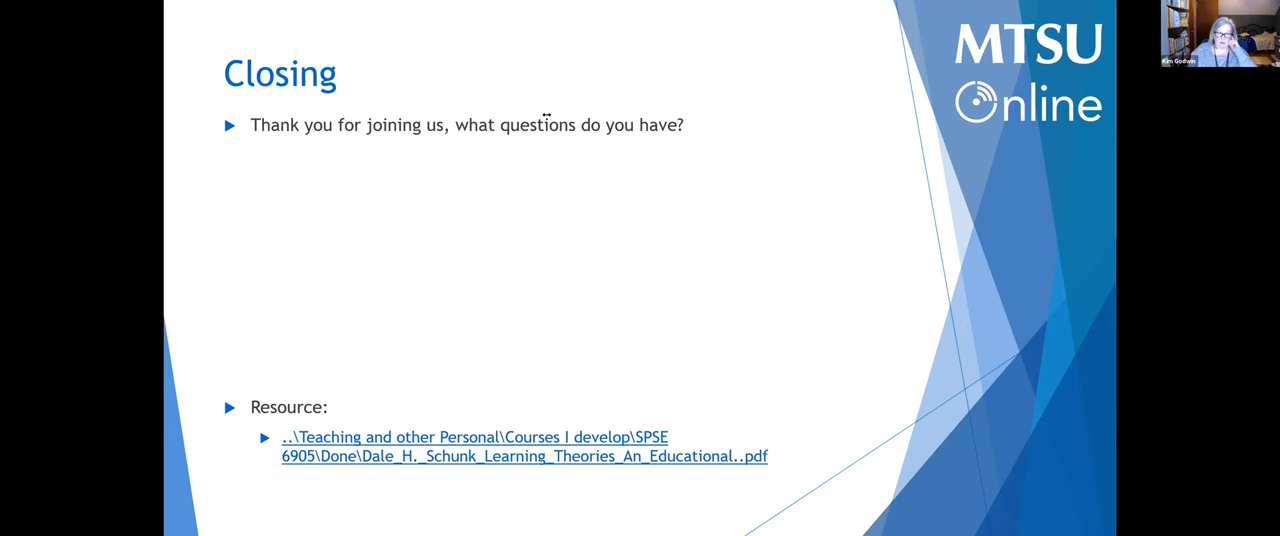 MTSU
Online
Kim Godwin
Closing
Thank you for joining us, what questions do you have?
Resource:
..\Teaching and other Personal\Courses I develop\SPSE
6905\Done\Dale_H._Schunk_Learning_Theories_An_Educational..pdf